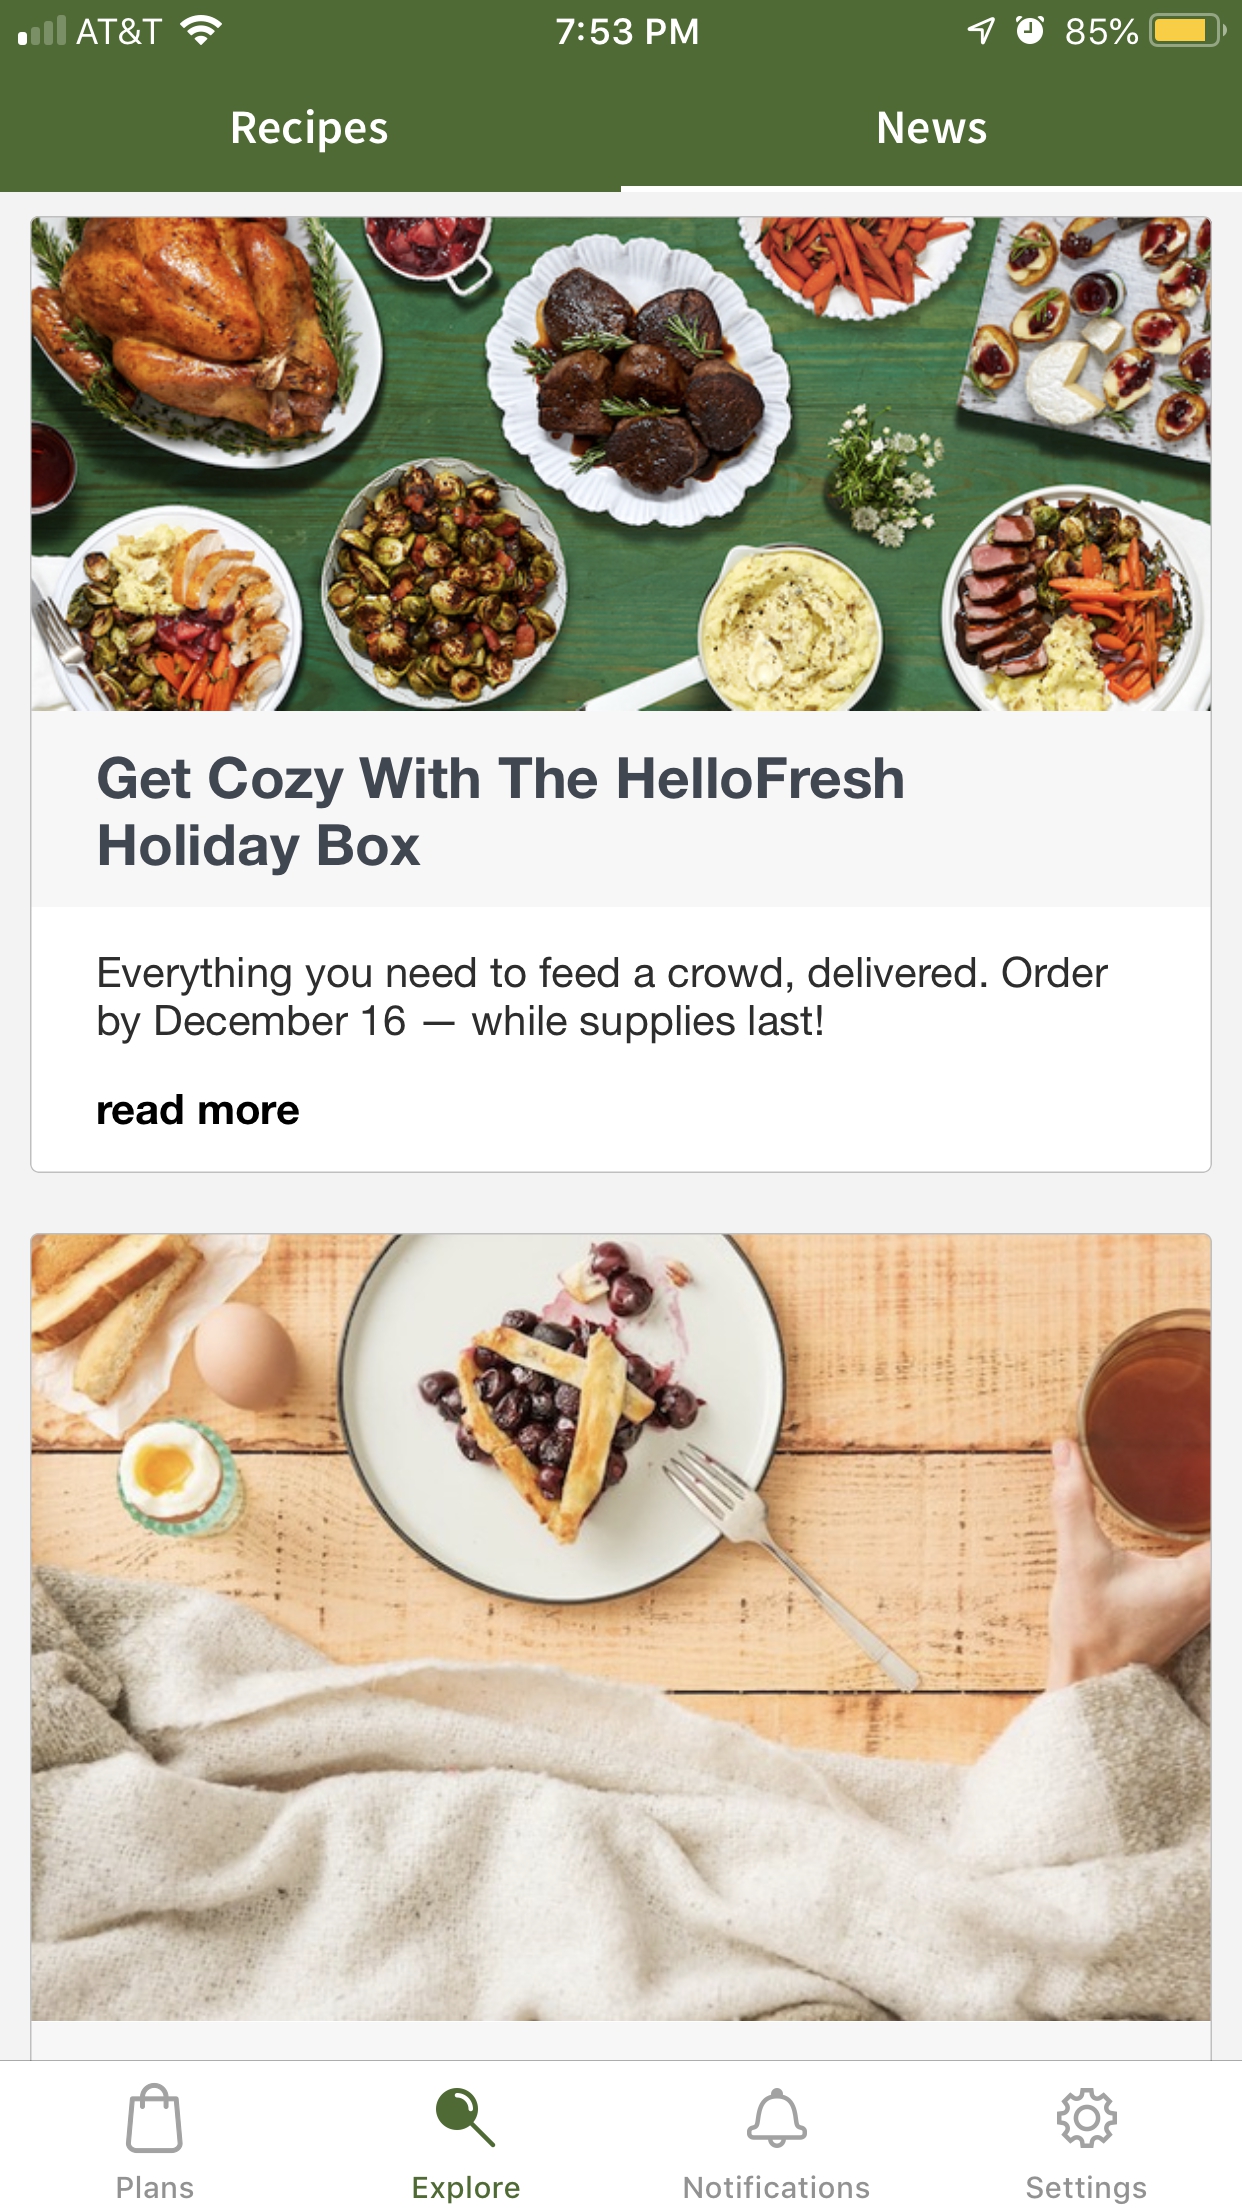 AT&T 7:53 PM 85%
Recipes News
Get Cozy With The HelloFresh
Holiday Box
Everything you need to feed a crowd, delivered. Order
by December 16 — while supplies last!
read more
Plans Explore Notifications Settings